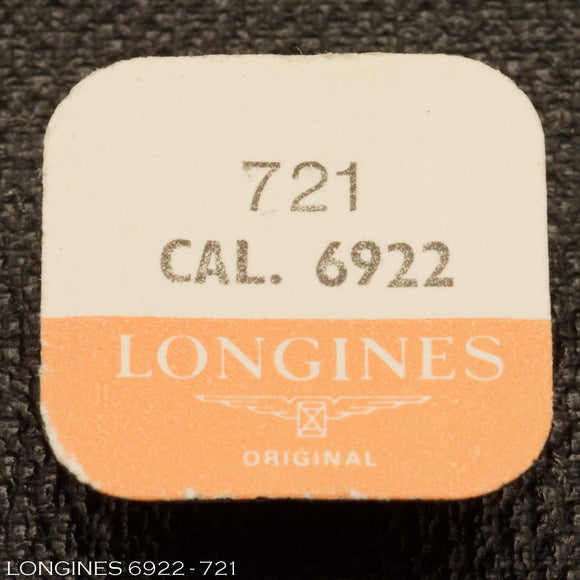 721
CAL. 6922
LONGINES
ORIGINAL
LONGINES 6922 - 721